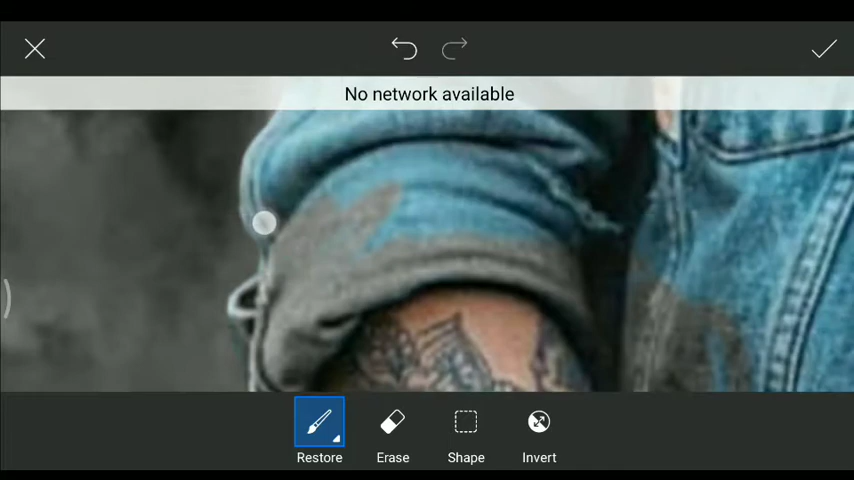 No network available
Restore
Erase
Shape
Invert